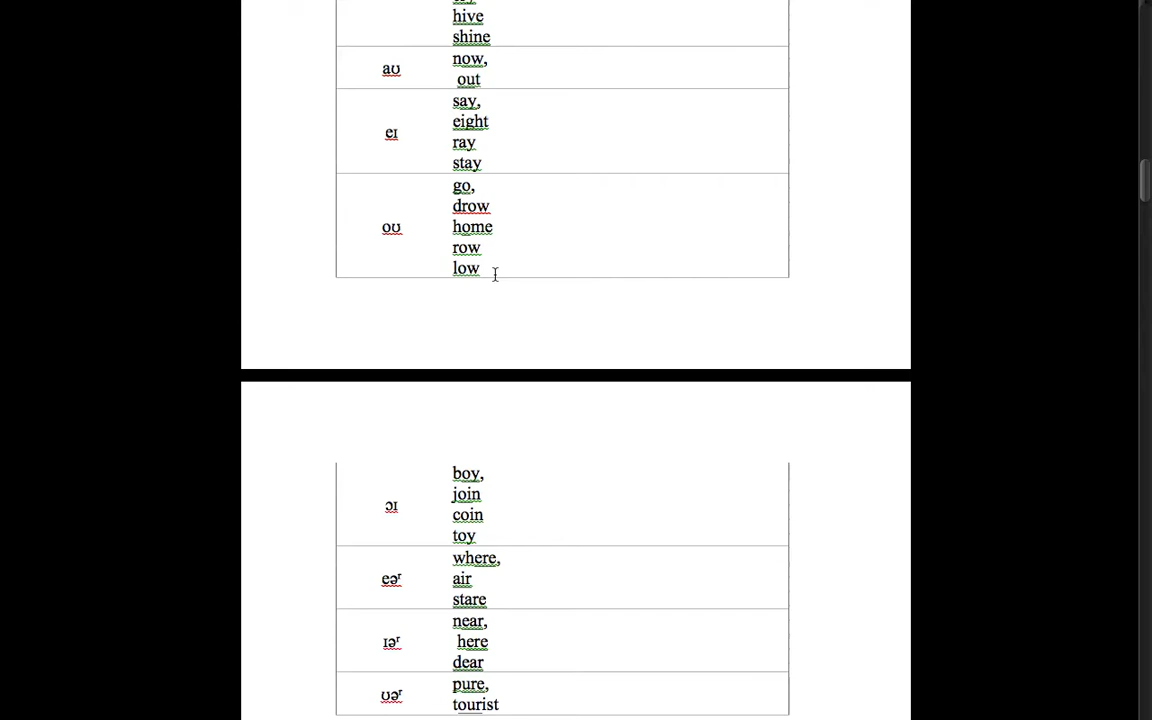 hive
shine
aʊ
now,
out
eɪ
say,
eight
ray
stay
oʊ
go,
drow
home
row
low
ɔɪ
boy,
join
coin
toy
eəʳ
where,
air
stare
ɪəʳ
near,
here
dear
ʊəʳ
pure,
tourist